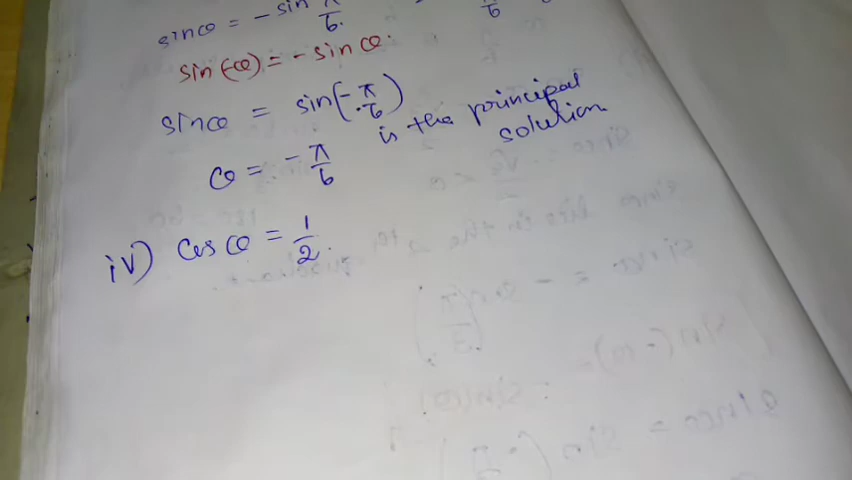 sinθ = - sin π/6.
sin(-θ) = - sinθ.
sinθ = sin(-π/6)
θ = -π/6 is the principal solution
iv) cosθ = 1/2.